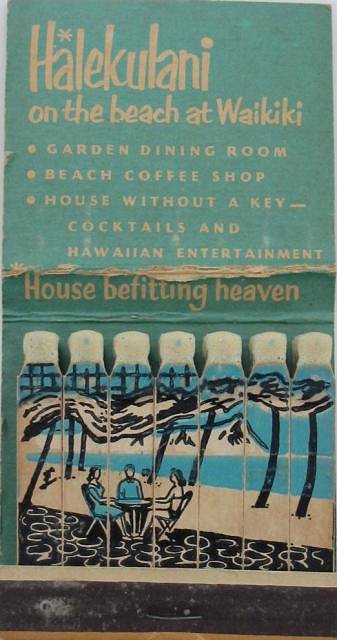 *Halekulani
on the beach at Waikiki
• GARDEN DINING ROOM
• BEACH COFFEE SHOP
• HOUSE WITHOUT A KEY—
COCKTAILS AND
HAWAIIAN ENTERTAINMENT
*House befitting heaven